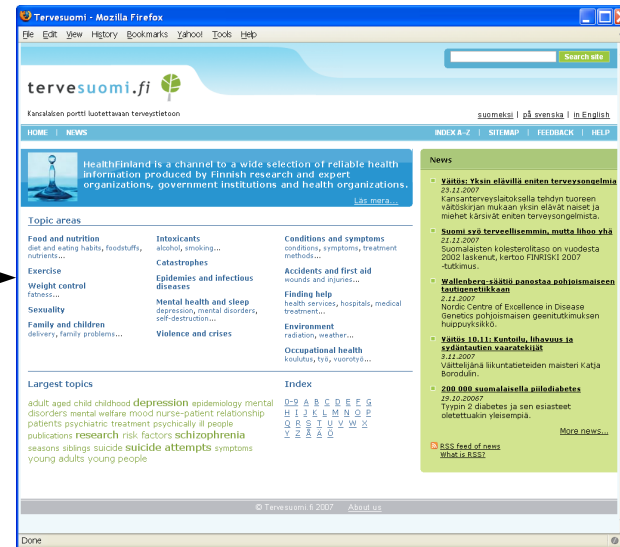 Tervesuomi - Mozilla Firefox
File Edit View History Bookmarks Yahoo! Tools Help
Search site
tervesuomi.fi
Kansalaisen portti luotettavaan terveystietoon
suomeksi | på svenska | in English
HOME | NEWS
INDEX A-Z | SITEMAP | FEEDBACK | HELP
HealthFinland is a channel to a wide selection of reliable health
information produced by Finnish research and expert
organizations, government institutions and health organizations.
Läs mera...
Topic areas
Food and nutrition
diet and eating habits, foodstuffs,
nutrients...
Exercise
Weight control
fatness...
Sexuality
Family and children
delivery, family problems...
Intoxicants
alcohol, smoking...
Catastrophes
Epidemies and infectious
diseases
Mental health and sleep
depression, mental disorders,
self-destruction...
Violence and crises
Conditions and symptoms
conditions, symptoms, treatment
methods...
Accidents and first aid
wounds and injuries...
Finding help
health services, hospitals, medical
treatment...
Environment
radiation, weather...
Occupational health
koulutus, työ, vuorotyö...
Largest topics
adult aged child childhood depression epidemiology mental
disorders mental welfare mood nurse-patient relationship
patients psychiatric treatment psychically ill people
publications research risk factors schizophrenia
seasons siblings suicide suicide attempts symptoms
young adults young people
Index
0-9 A B C D E F G
H I J K L M N O P
Q R S T U V W X
Y Z Å Ä Ö
News
Väitös: Yksin elävillä eniten terveysongelmia
23.11.2007
Kansanterveyslaitoksella tehdyn tuoreen
väitöskirjan mukaan yksin elävät naiset ja
miehet kärsivät eniten terveysongelmista.
Suomi syö terveellisemmin, mutta lihoo yhä
21.11.2007
Suomalaisten kolesterolitaso on vuodesta
2002 laskenut, kertoo FINRISKI 2007
-tutkimus.
Wallenberg-säätiö panostaa pohjoismaiseen
tautigenetiikkaan
2.11.2007
Nordic Centre of Excellence in Disease
Genetics pohjoismaisen geenitutkimuksen
huippuyksikkö.
Väitös 10.11: Kuntoilu, lihavuus ja
sydäntautien vaaratekijät
3.11.2007
Väittelijänä liikuntatieteiden maisteri Katja
Borodulin.
200 000 suomalaisella piilodiabetes
19.10.20067
Tyypin 2 diabetes ja sen esiasteet
oletettuakin yleisempiä.
More news...
RSS feed of news
What is RSS?
© Tervesuomi.fi 2007 About us
Done